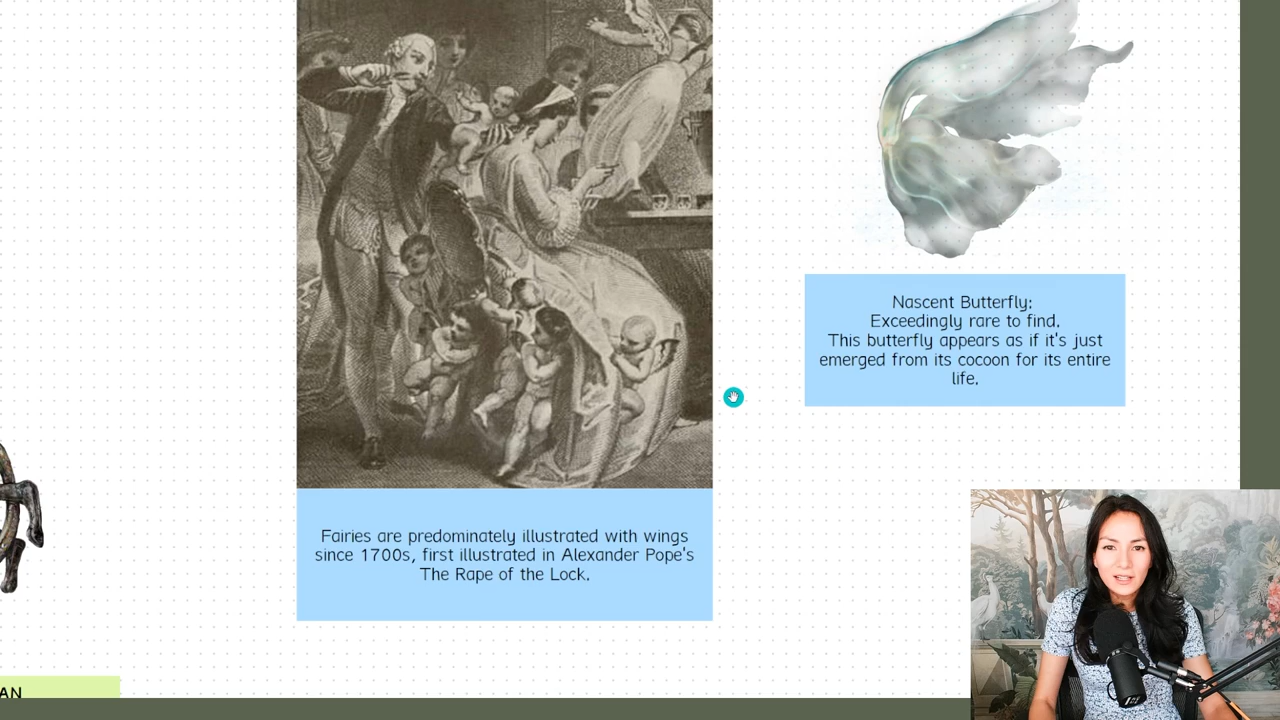 Nascent Butterfly:
Exceedingly rare to find.
This butterfly appears as if it's just
emerged from its cocoon for its entire
life.
Fairies are predominately illustrated with wings
since 1700s, first illustrated in Alexander Pope's
The Rape of the Lock.
AN